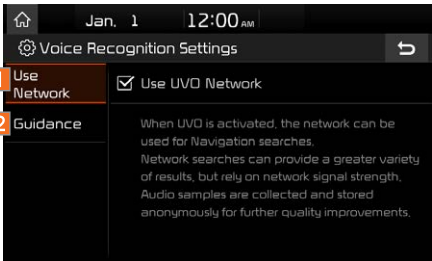 Jan. 1 12:00 AM
Voice Recognition Settings
1 Use
Network
Use UVO Network
2 Guidance
When UVO is activated, the network can be
used for Navigation searches.
Network searches can provide a greater variety
of results, but rely on network signal strength.
Audio samples are collected and stored
anonymously for further quality improvements.